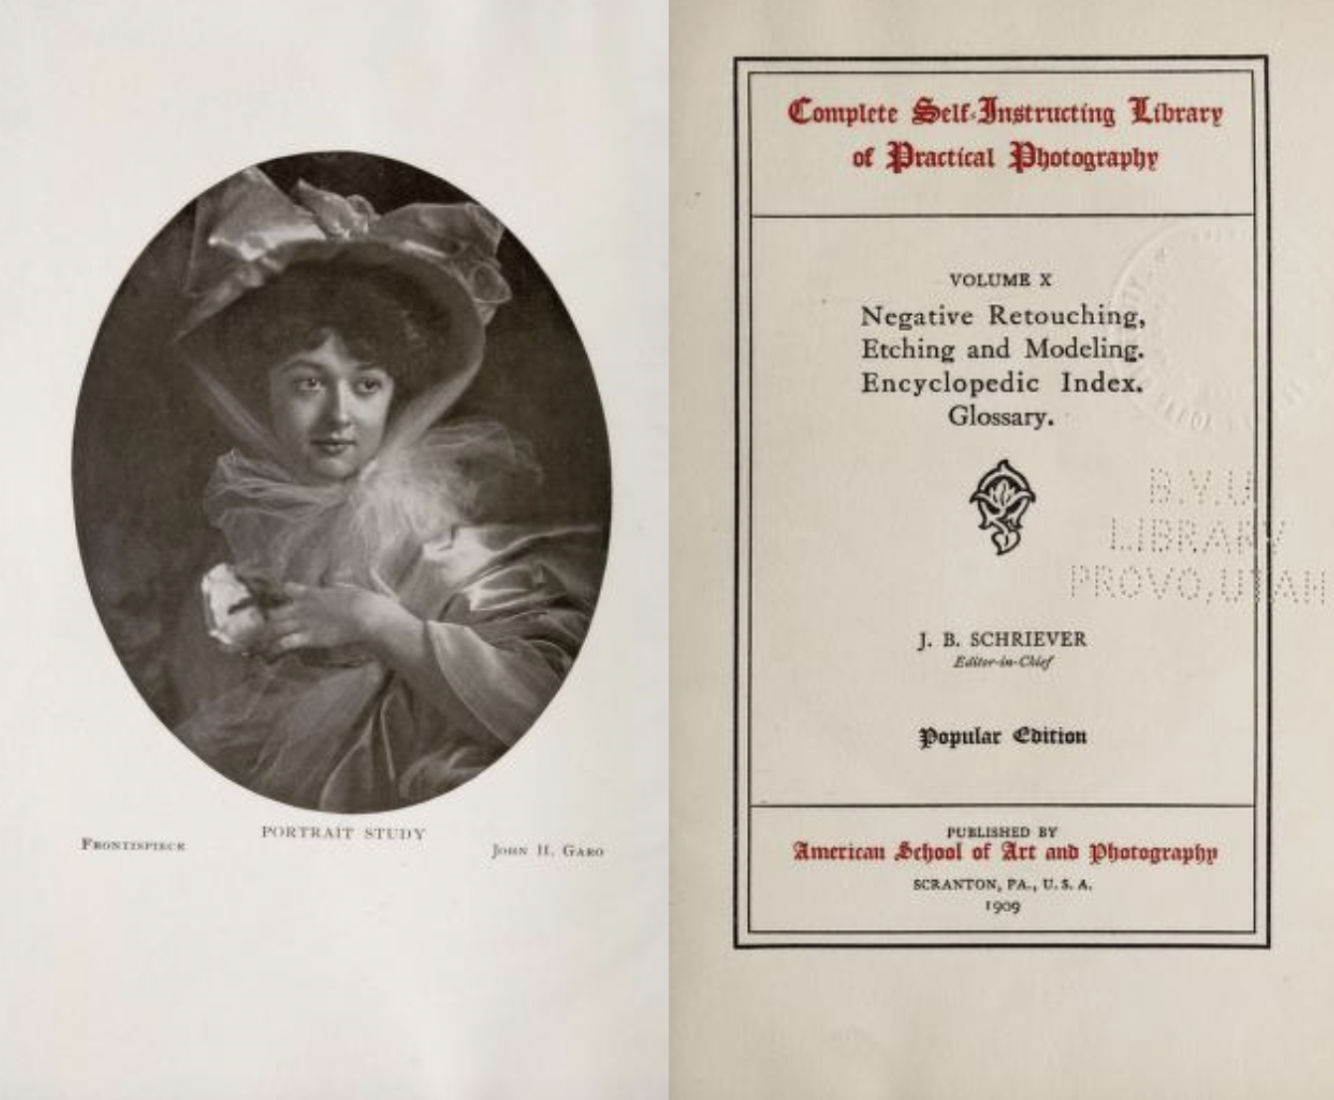 PORTRAIT STUDY
FRONTISPIECE
JOHN H. GARO
Complete Self-Instructing Library
of Practical Photography
VOLUME X
Negative Retouching,
Etching and Modeling.
Encyclopedic Index.
Glossary.
B.Y.U.
LIBRARY
PROVO, UTAH
J. B. SCHRIEVER
Editor-in-Chief
Popular Edition
PUBLISHED BY
American School of Art and Photography
SCRANTON, PA., U. S. A.
1909